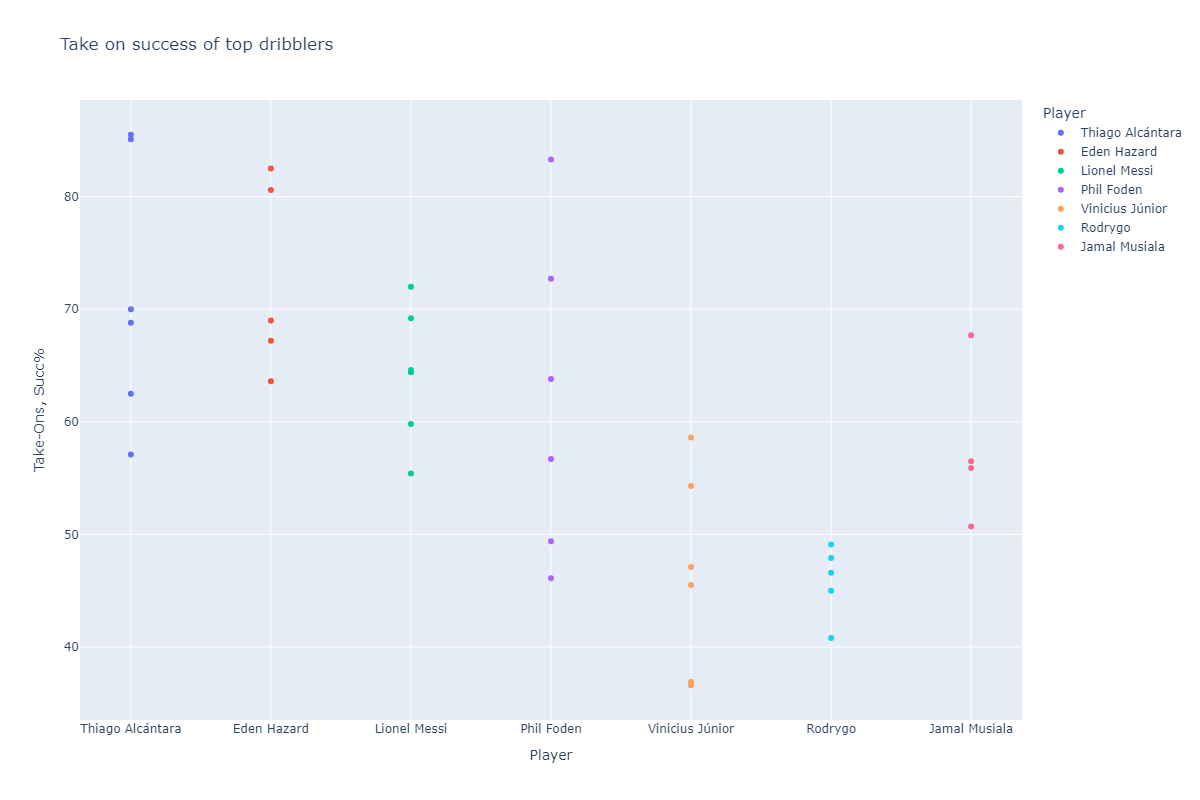 Take on success of top dribblers
Player
Thiago Alcántara
Eden Hazard
Lionel Messi
Phil Foden
Vinicius Júnior
Rodrygo
Jamal Musiala
80
70
60
50
40
Take-Ons, Succ%
Thiago Alcántara Eden Hazard Lionel Messi Phil Foden Vinicius Júnior Rodrygo Jamal Musiala
Player